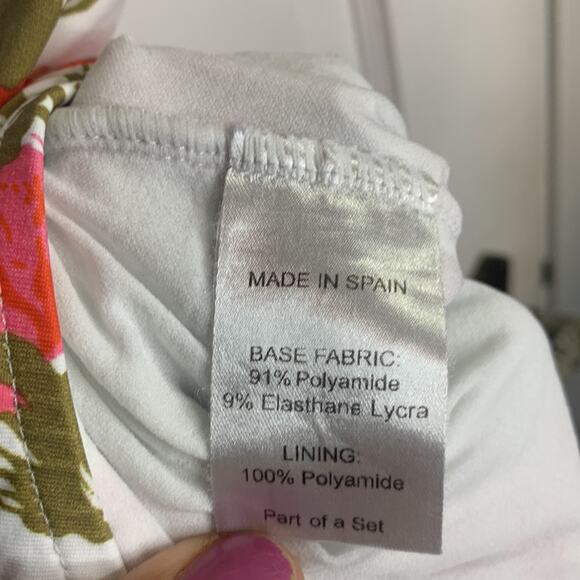 MADE IN SPAIN
BASE FABRIC:
91% Polyamide
9% Elasthane Lycra
LINING:
100% Polyamide
Part of a Set